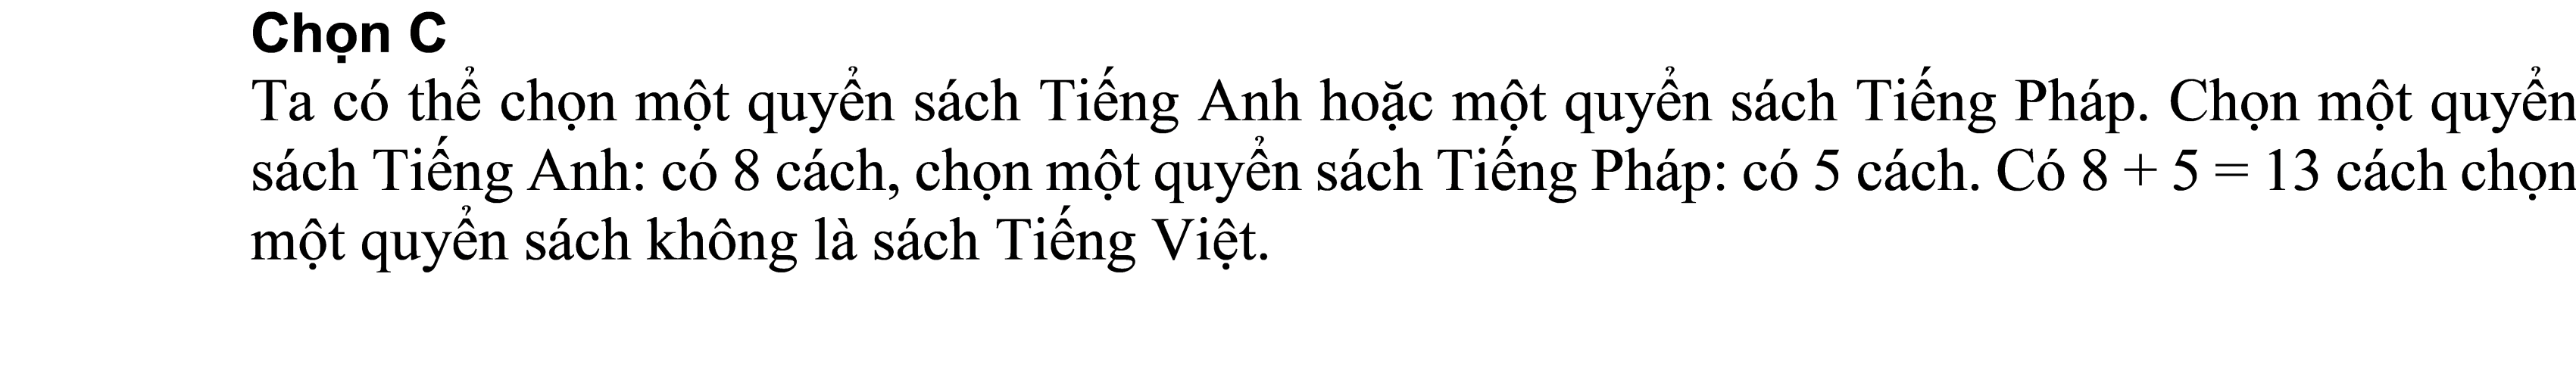 Chọn C
Ta có thể chọn một quyển sách Tiếng Anh hoặc một quyển sách Tiếng Pháp. Chọn một quyển
sách Tiếng Anh: có 8 cách, chọn một quyển sách Tiếng Pháp: có 5 cách. Có 8 + 5 = 13 cách chọn
một quyển sách không là sách Tiếng Việt.